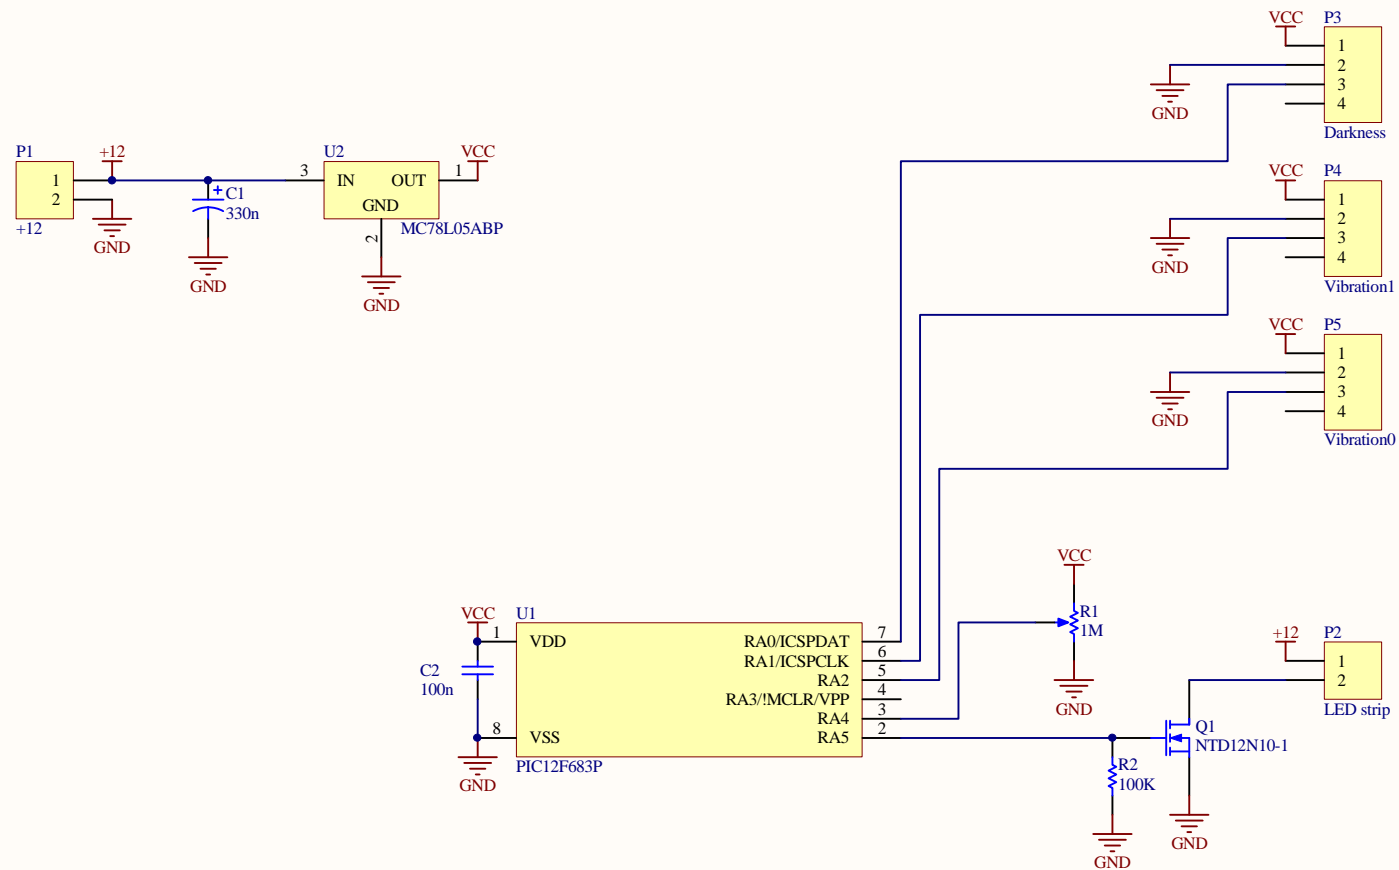 P1
1
2
+12
+12
GND
C1
330n
GND
U2
3
IN
OUT
1
GND
2
MC78L05ABP
VCC
GND
VCC
P3
1
2
3
4
GND
Darkness
VCC
P4
1
2
3
4
GND
Vibration1
VCC
P5
1
2
3
4
GND
Vibration0
VCC
C2
100n
GND
U1
1
VDD
8
VSS
RA0/ICSPDAT
7
RA1/ICSPCLK
6
RA2
5
RA3/!MCLR/VPP
4
RA4
3
RA5
2
PIC12F683P
VCC
R1
1M
GND
+12
P2
1
2
LED strip
Q1
NTD12N10-1
GND
R2
100K
GND